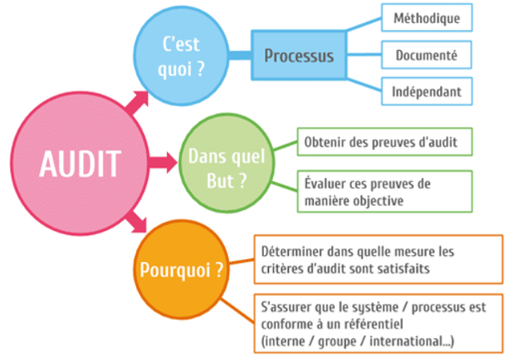 AUDIT
C'est
quoi ?
Processus
Méthodique
Documenté
Indépendant
Dans quel
But ?
Obtenir des preuves d'audit
Évaluer ces preuves de
manière objective
Pourquoi ?
Déterminer dans quelle mesure les
critères d'audit sont satisfaits
S'assurer que le système / processus est
conforme à un référentiel
(interne / groupe / international...)